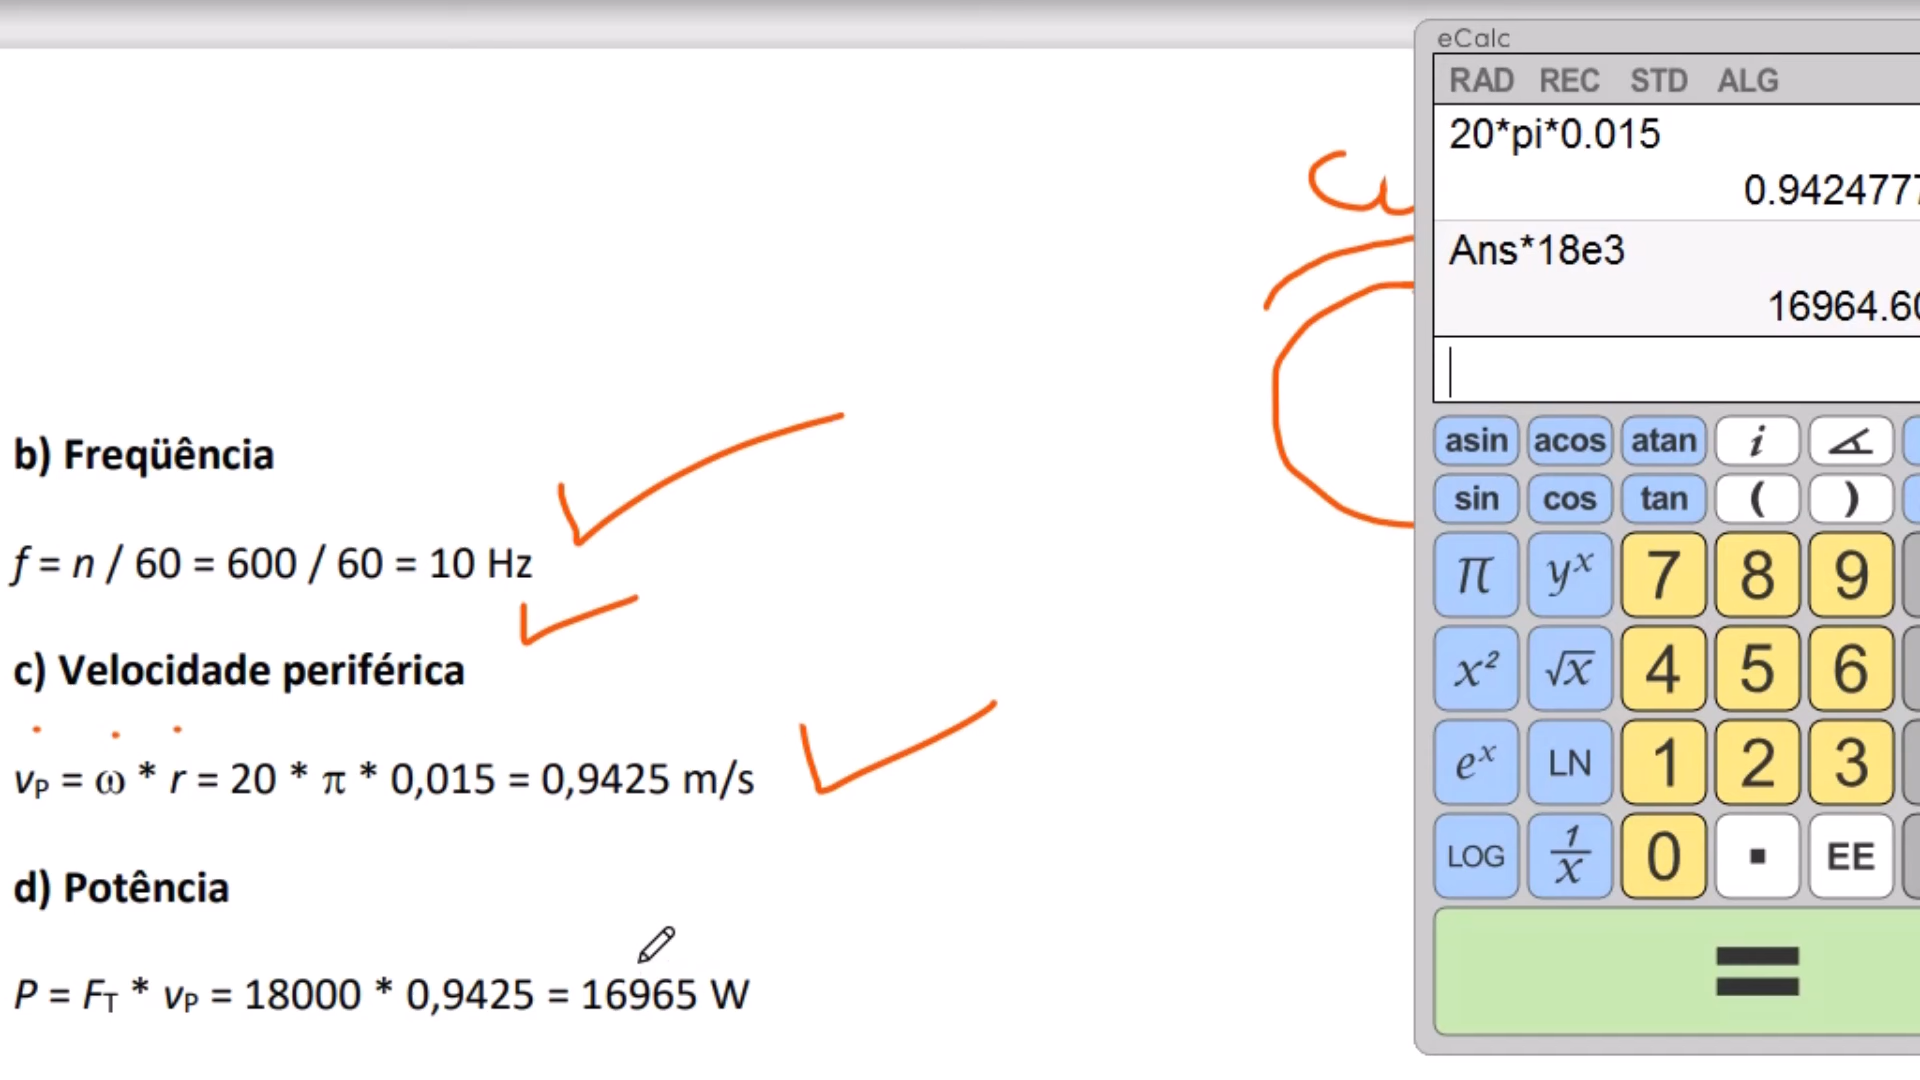 eCalc
RAD REC STD ALG
20*pi*0.015
0.9424777
Ans*18e3
16964.60
b) Freqüência
f = n / 60 = 600 / 60 = 10 Hz
c) Velocidade periférica
vP = ω * r = 20 * π * 0,015 = 0,9425 m/s
d) Potência
P = FT * vP = 18000 * 0,9425 = 16965 W
asin acos atan i ∠
sin cos tan ( )
π yˣ 7 8 9
x² √x 4 5 6
eˣ LN 1 2 3
LOG 1/x 0 . EE
=